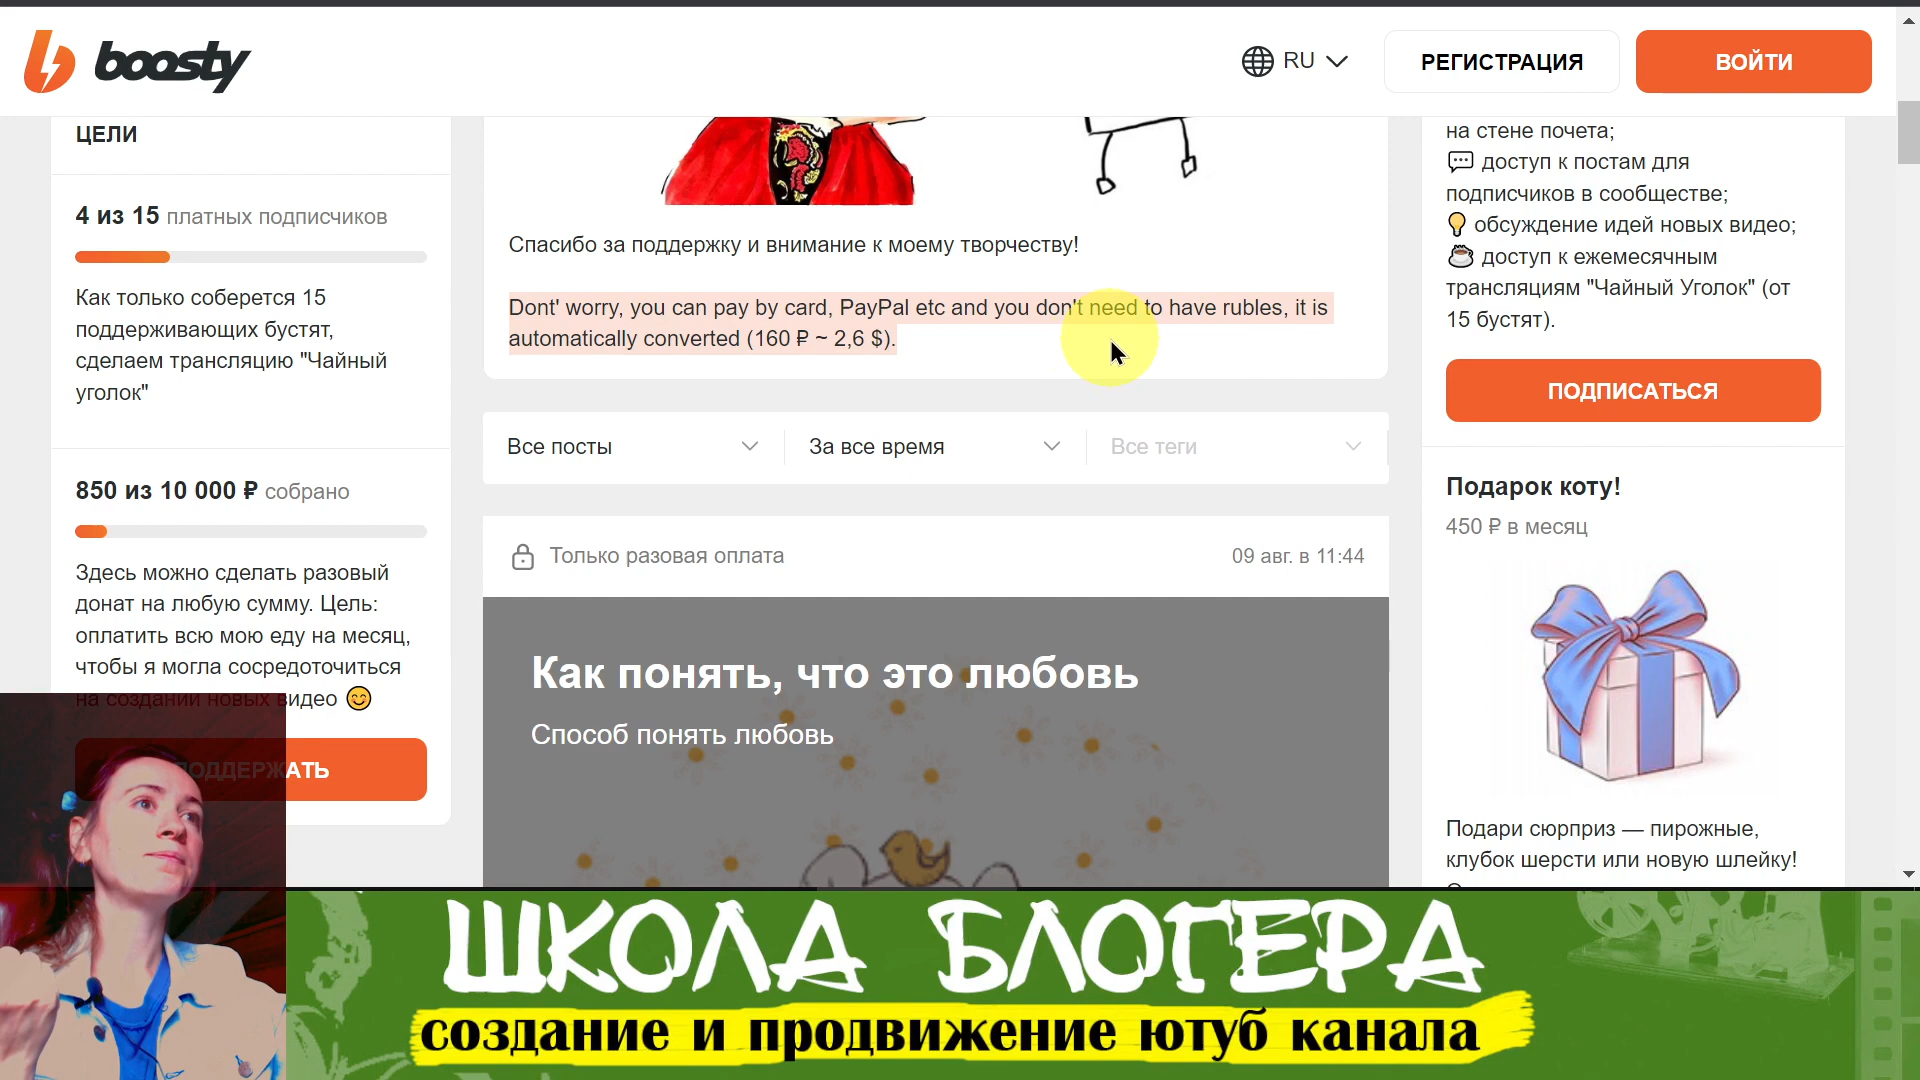 boosty
RU
РЕГИСТРАЦИЯ
ВОЙТИ
ЦЕЛИ
4 из 15 платных подписчиков
Как только соберется 15
поддерживающих бустят,
сделаем трансляцию "Чайный
уголок"
850 из 10 000 ₽ собрано
Здесь можно сделать разовый
донат на любую сумму. Цель:
оплатить всю мою еду на месяц,
чтобы я могла сосредоточиться
на создании новых видео 😊
ПОДДЕРЖАТЬ
Спасибо за поддержку и внимание к моему творчеству!
Dont' worry, you can pay by card, PayPal etc and you don't need to have rubles, it is
automatically converted (160 ₽ ~ 2,6 $).
Все посты
За все время
Все теги
Только разовая оплата
09 авг. в 11:44
Как понять, что это любовь
Способ понять любовь
на стене почета;
💬 доступ к постам для
подписчиков в сообществе;
💡 обсуждение идей новых видео;
☕ доступ к ежемесячным
трансляциям "Чайный Уголок" (от
15 бустят).
ПОДПИСАТЬСЯ
Подарок коту!
450 ₽ в месяц
Подари сюрприз — пирожные,
клубок шерсти или новую шлейку!
ШКОЛА БЛОГЕРА
создание и продвижение ютуб канала